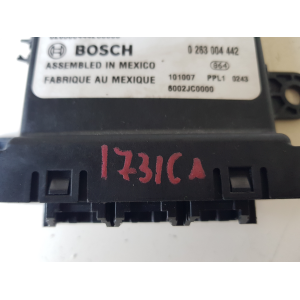 BOSCH 0 263 004 442
ASSEMBLED IN MEXICO
101007 PPL1 0243
FABRIQUE AU MEXIQUE
8002JC0000
1731CA